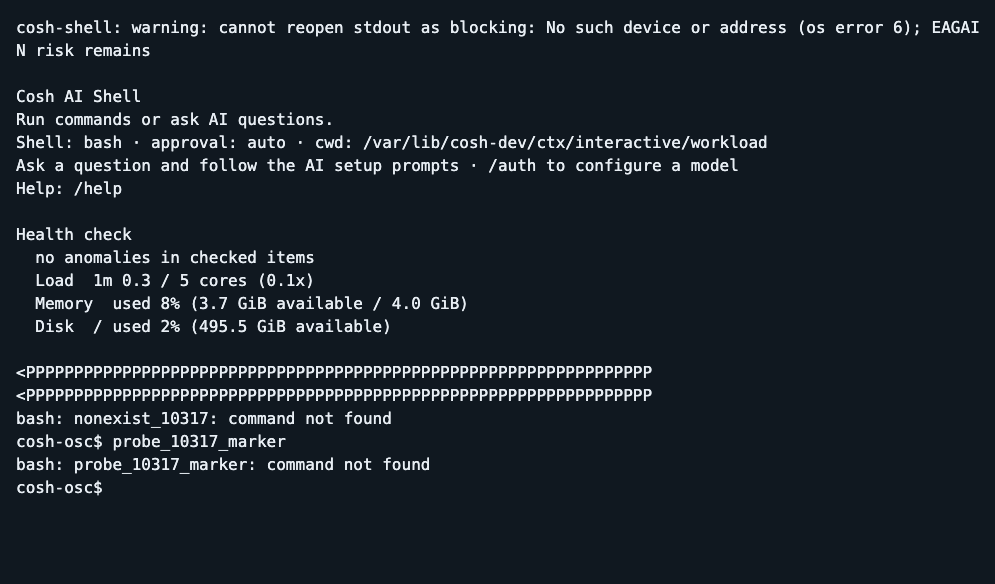 cosh-shell: warning: cannot reopen stdout as blocking: No such device or address (os error 6); EAGAI
N risk remains
Cosh AI Shell
Run commands or ask AI questions.
Shell: bash · approval: auto · cwd: /var/lib/cosh-dev/ctx/interactive/workload
Ask a question and follow the AI setup prompts · /auth to configure a model
Help: /help
Health check
  no anomalies in checked items
  Load  1m 0.3 / 5 cores (0.1x)
  Memory  used 8% (3.7 GiB available / 4.0 GiB)
  Disk  / used 2% (495.5 GiB available)
<PPPPPPPPPPPPPPPPPPPPPPPPPPPPPPPPPPPPPPPPPPPPPPPPPPPPPPPPPPPPPPPPP
<PPPPPPPPPPPPPPPPPPPPPPPPPPPPPPPPPPPPPPPPPPPPPPPPPPPPPPPPPPPPPPPPP
bash: nonexist_10317: command not found
cosh-osc$ probe_10317_marker
bash: probe_10317_marker: command not found
cosh-osc$